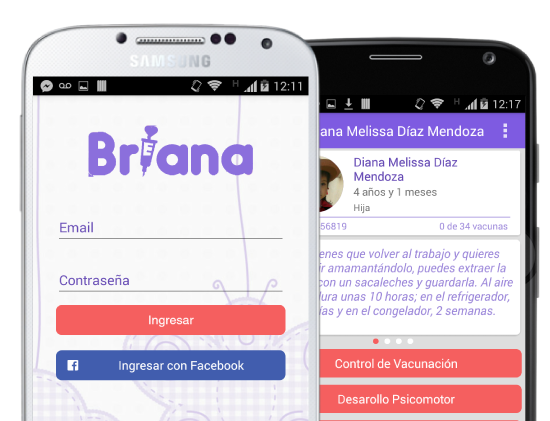 SAMSUNG
12:11
Briana
Email
Contraseña
Ingresar
Ingresar con Facebook
H
12:17
ana Melissa Díaz Mendoza
Diana Melissa Díaz
Mendoza
4 años y 1 meses
Hija
56819
0 de 34 vacunas
enes que volver al trabajo y quieres
ir amamantándolo, puedes extraer la
con un sacaleches y guardarla. Al aire
dura unas 10 horas; en el refrigerador,
ías y en el congelador, 2 semanas.
Control de Vacunación
Desarollo Psicomotor